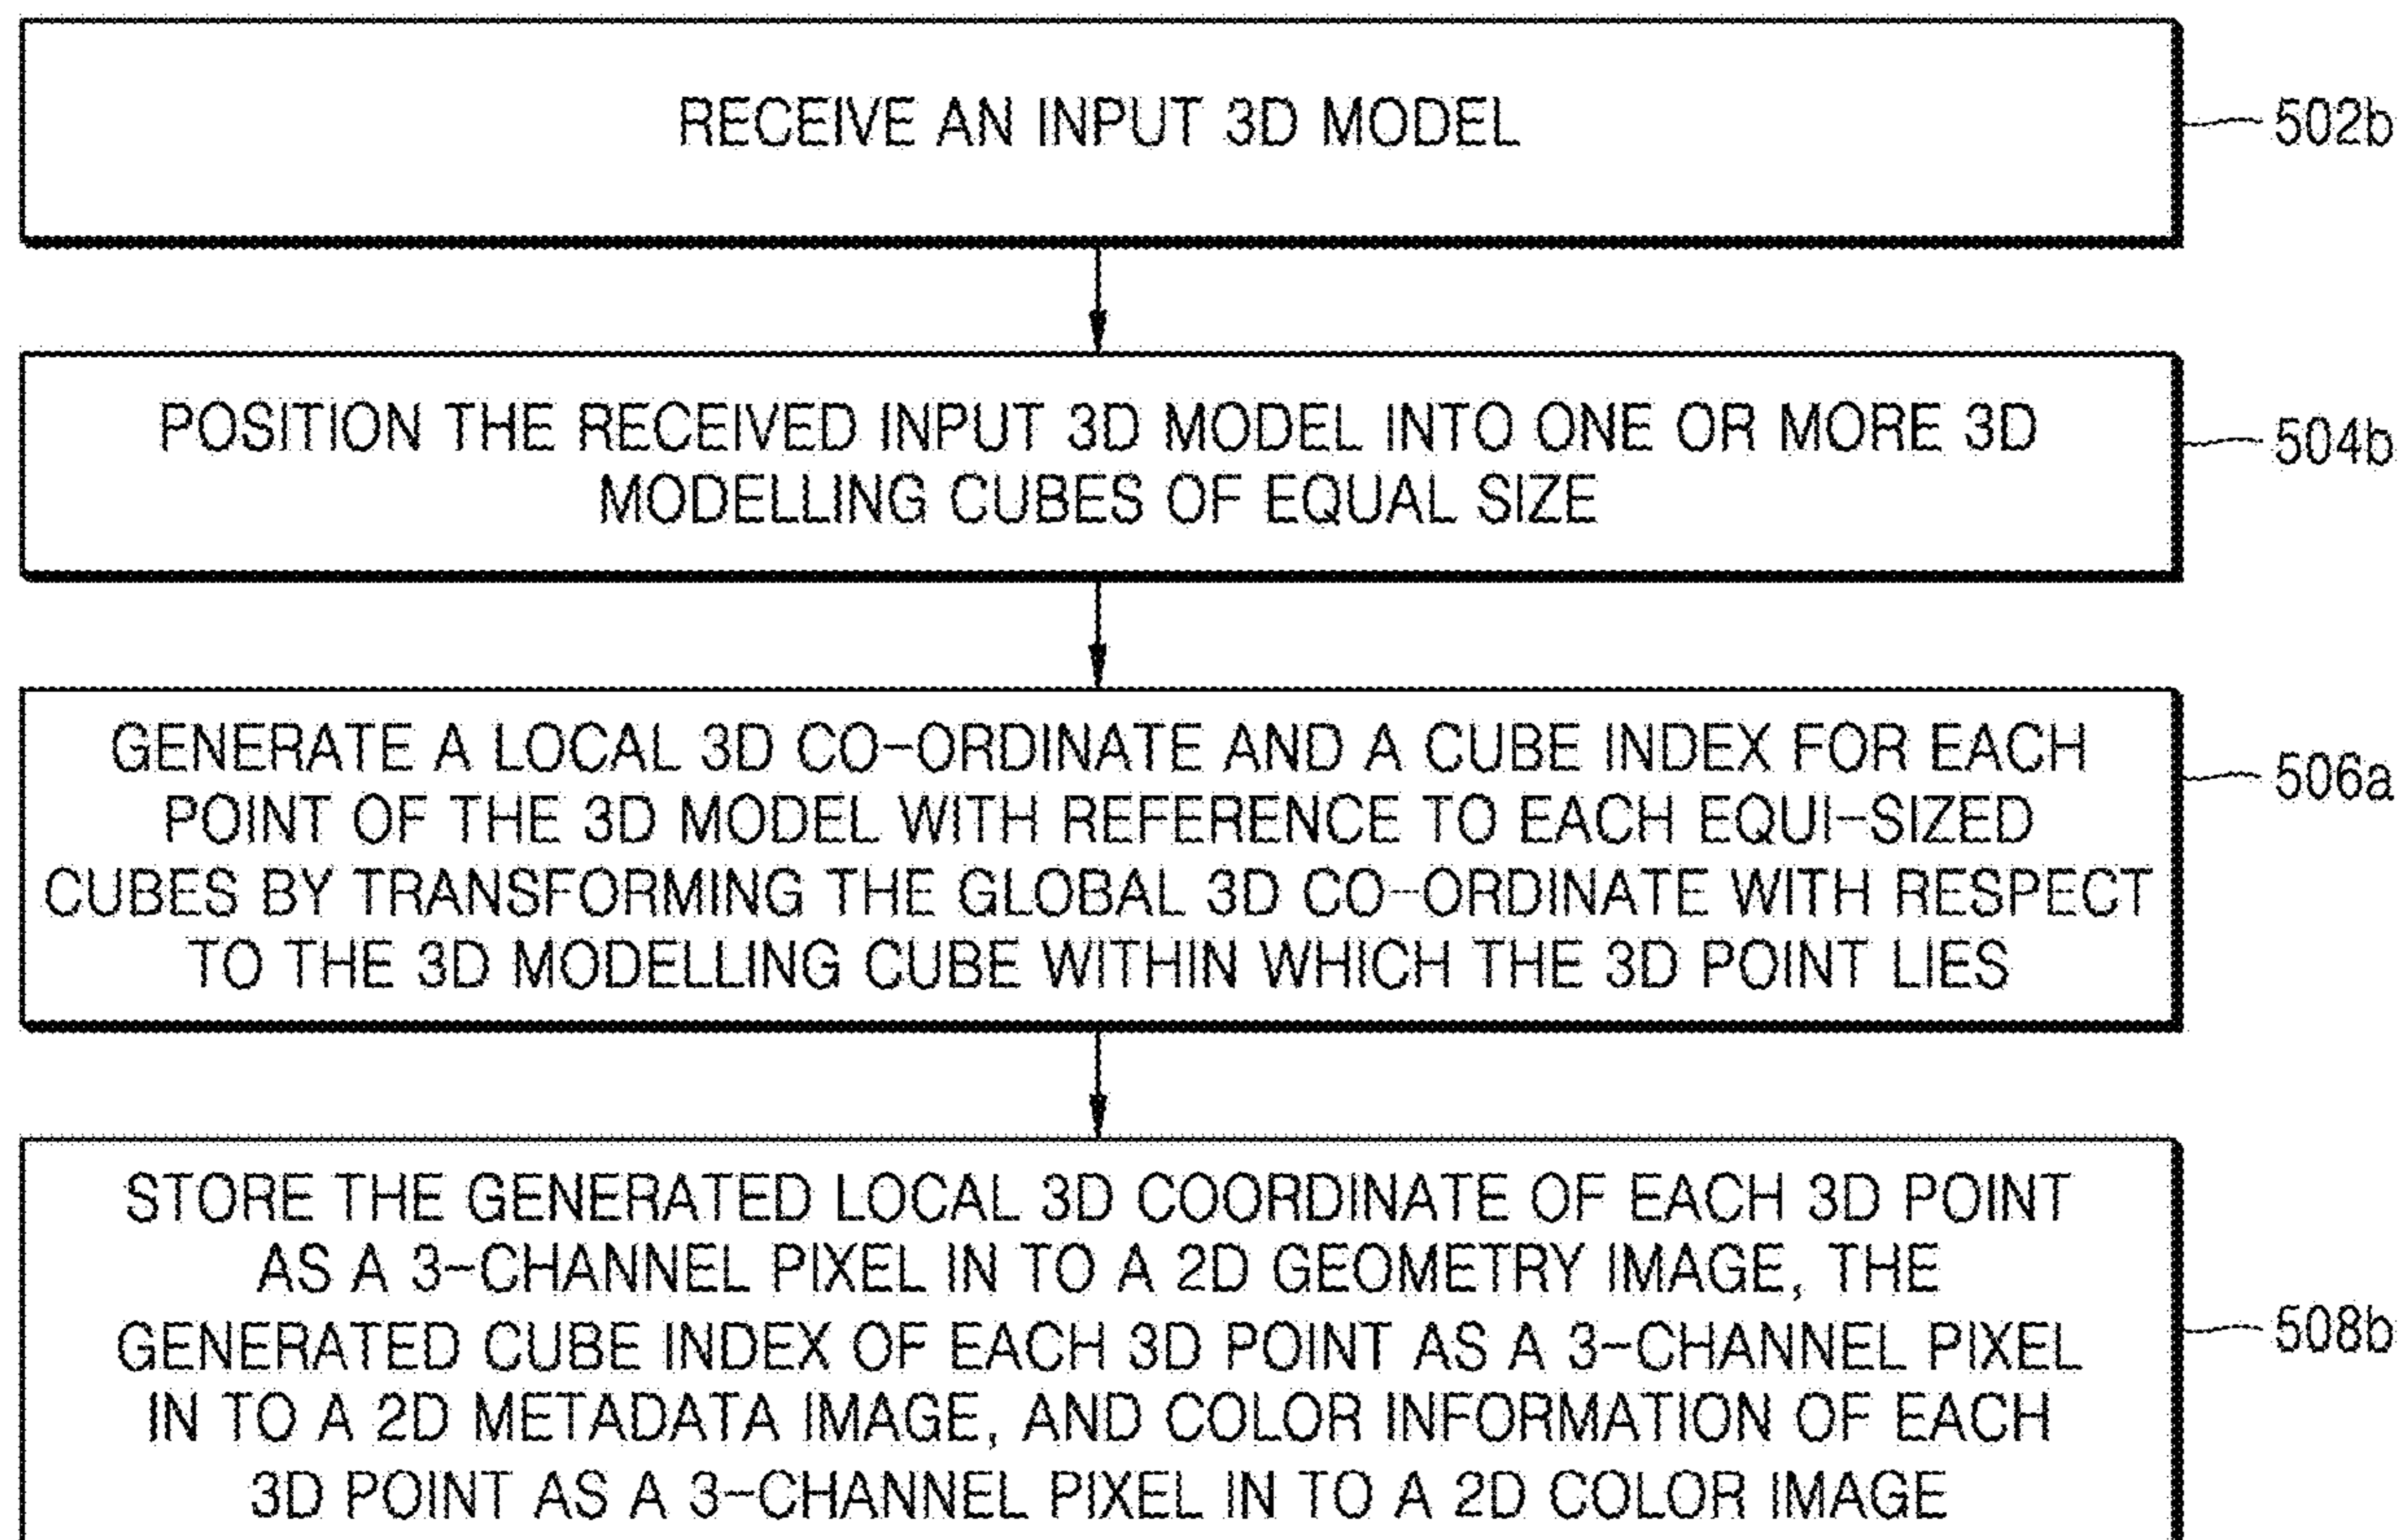 RECEIVE AN INPUT 3D MODEL
502b
POSITION THE RECEIVED INPUT 3D MODEL INTO ONE OR MORE 3D
MODELLING CUBES OF EQUAL SIZE
504b
GENERATE A LOCAL 3D CO-ORDINATE AND A CUBE INDEX FOR EACH
POINT OF THE 3D MODEL WITH REFERENCE TO EACH EQUI-SIZED
CUBES BY TRANSFORMING THE GLOBAL 3D CO-ORDINATE WITH RESPECT
TO THE 3D MODELLING CUBE WITHIN WHICH THE 3D POINT LIES
506a
STORE THE GENERATED LOCAL 3D COORDINATE OF EACH 3D POINT
AS A 3-CHANNEL PIXEL IN TO A 2D GEOMETRY IMAGE, THE
GENERATED CUBE INDEX OF EACH 3D POINT AS A 3-CHANNEL PIXEL
IN TO A 2D METADATA IMAGE, AND COLOR INFORMATION OF EACH
3D POINT AS A 3-CHANNEL PIXEL IN TO A 2D COLOR IMAGE
508b